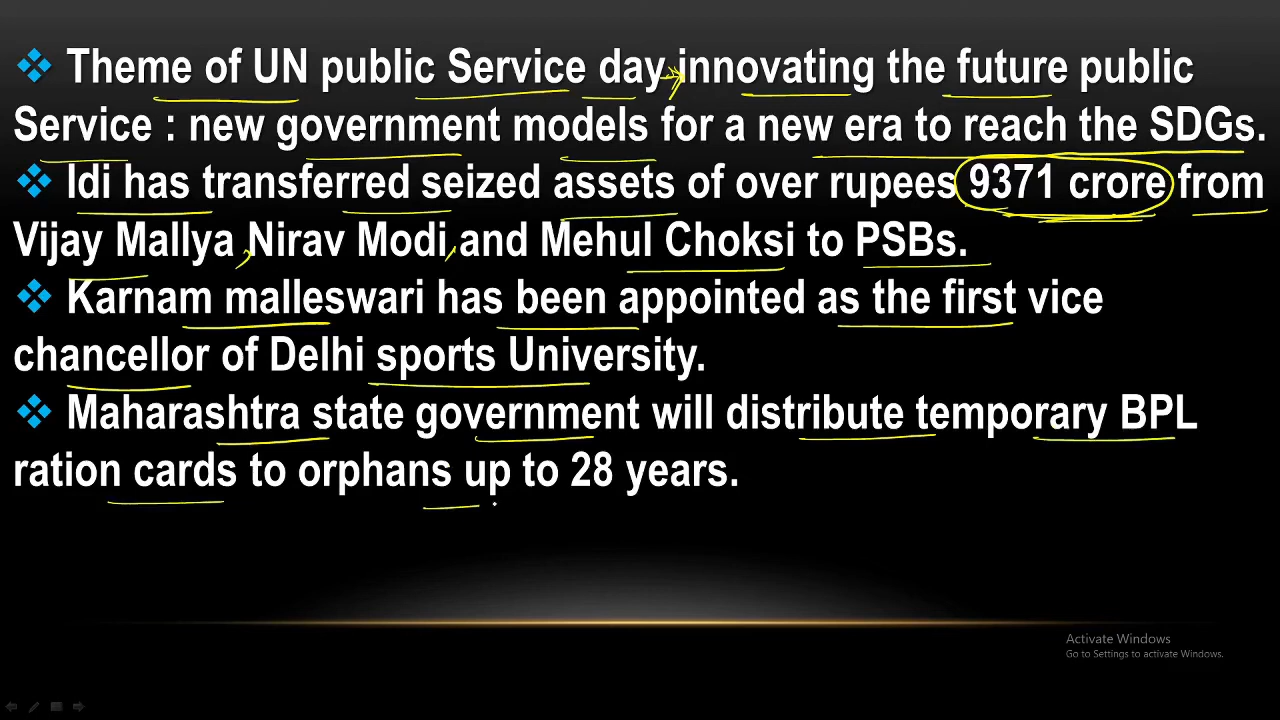 ❖ Theme of UN public Service day innovating the future public
Service : new government models for a new era to reach the SDGs.
❖ Idi has transferred seized assets of over rupees 9371 crore from
Vijay Mallya ,Nirav Modi,and Mehul Choksi to PSBs.
❖ Karnam malleswari has been appointed as the first vice
chancellor of Delhi sports University.
❖ Maharashtra state government will distribute temporary BPL
ration cards to orphans up to 28 years.
Activate Windows
Go to Settings to activate Windows.